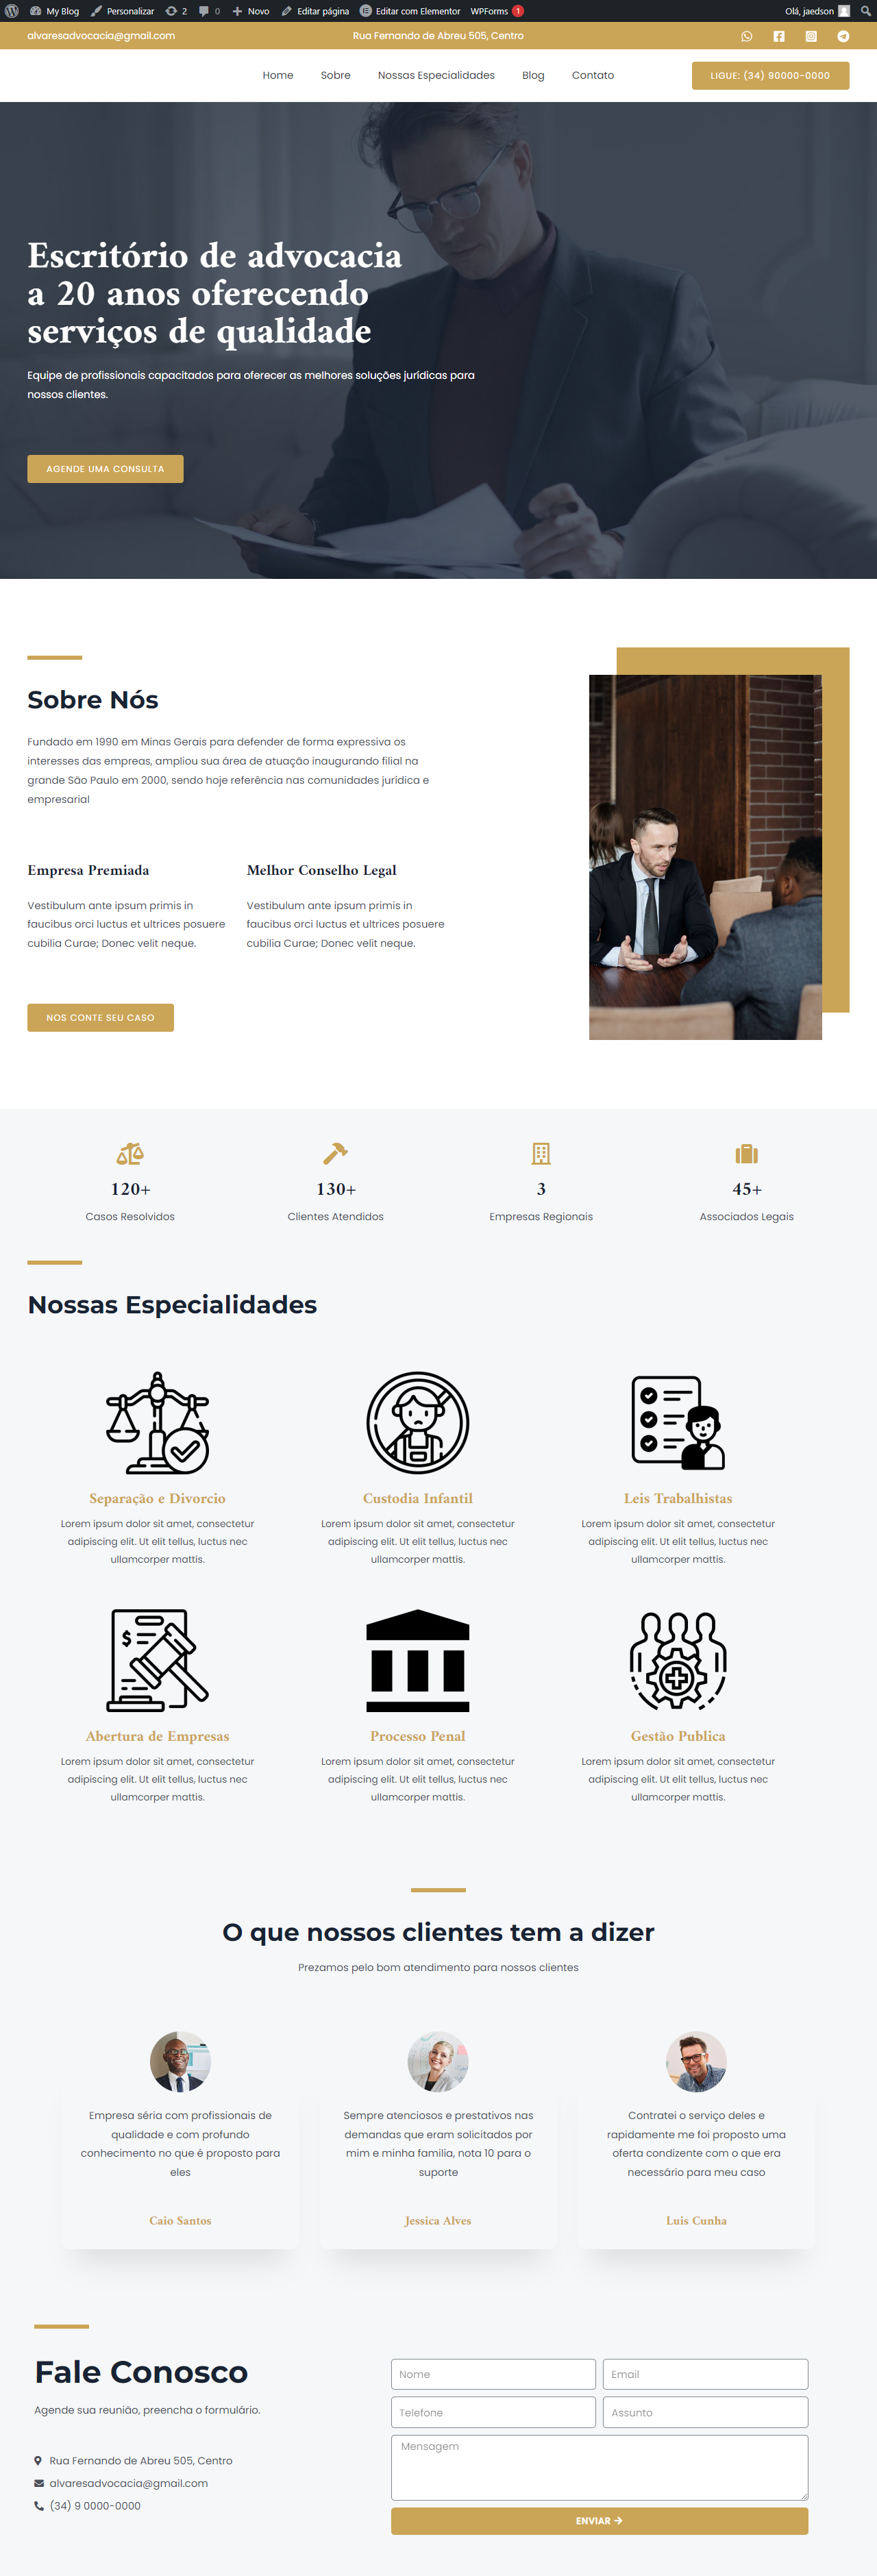 My Blog Personalizar 2 0 Novo Editar página Editar com Elementor WPForms 1 Olá, jaedson
alvaresadvocacia@gmail.com Rua Fernando de Abreu 505, Centro
Home Sobre Nossas Especialidades Blog Contato LIGUE: (34) 90000-0000
Escritório de advocacia
a 20 anos oferecendo
serviços de qualidade
Equipe de profissionais capacitados para oferecer as melhores soluções jurídicas para
nossos clientes.
AGENDE UMA CONSULTA
Sobre Nós
Fundado em 1990 em Minas Gerais para defender de forma expressiva os
interesses das empreas, ampliou sua área de atuação inaugurando filial na
grande São Paulo em 2000, sendo hoje referência nas comunidades jurídica e
empresarial
Empresa Premiada
Vestibulum ante ipsum primis in
faucibus orci luctus et ultrices posuere
cubilia Curae; Donec velit neque.
Melhor Conselho Legal
Vestibulum ante ipsum primis in
faucibus orci luctus et ultrices posuere
cubilia Curae; Donec velit neque.
NOS CONTE SEU CASO
120+
Casos Resolvidos
130+
Clientes Atendidos
3
Empresas Regionais
45+
Associados Legais
Nossas Especialidades
Separação e Divorcio
Lorem ipsum dolor sit amet, consectetur
adipiscing elit. Ut elit tellus, luctus nec
ullamcorper mattis.
Custodia Infantil
Lorem ipsum dolor sit amet, consectetur
adipiscing elit. Ut elit tellus, luctus nec
ullamcorper mattis.
Leis Trabalhistas
Lorem ipsum dolor sit amet, consectetur
adipiscing elit. Ut elit tellus, luctus nec
ullamcorper mattis.
$
Abertura de Empresas
Lorem ipsum dolor sit amet, consectetur
adipiscing elit. Ut elit tellus, luctus nec
ullamcorper mattis.
Processo Penal
Lorem ipsum dolor sit amet, consectetur
adipiscing elit. Ut elit tellus, luctus nec
ullamcorper mattis.
Gestão Publica
Lorem ipsum dolor sit amet, consectetur
adipiscing elit. Ut elit tellus, luctus nec
ullamcorper mattis.
O que nossos clientes tem a dizer
Prezamos pelo bom atendimento para nossos clientes
Empresa séria com profissionais de
qualidade e com profundo
conhecimento no que é proposto para
eles
Caio Santos
Sempre atenciosos e prestativos nas
demandas que eram solicitados por
mim e minha familia, nota 10 para o
suporte
Jessica Alves
Contratei o serviço deles e
rapidamente me foi proposto uma
oferta condizente com o que era
necessário para meu caso
Luis Cunha
Fale Conosco
Agende sua reunião, preencha o formulário.
Rua Fernando de Abreu 505, Centro
alvaresadvocacia@gmail.com
(34) 9 0000-0000
Nome Email
Telefone Assunto
Mensagem
ENVIAR